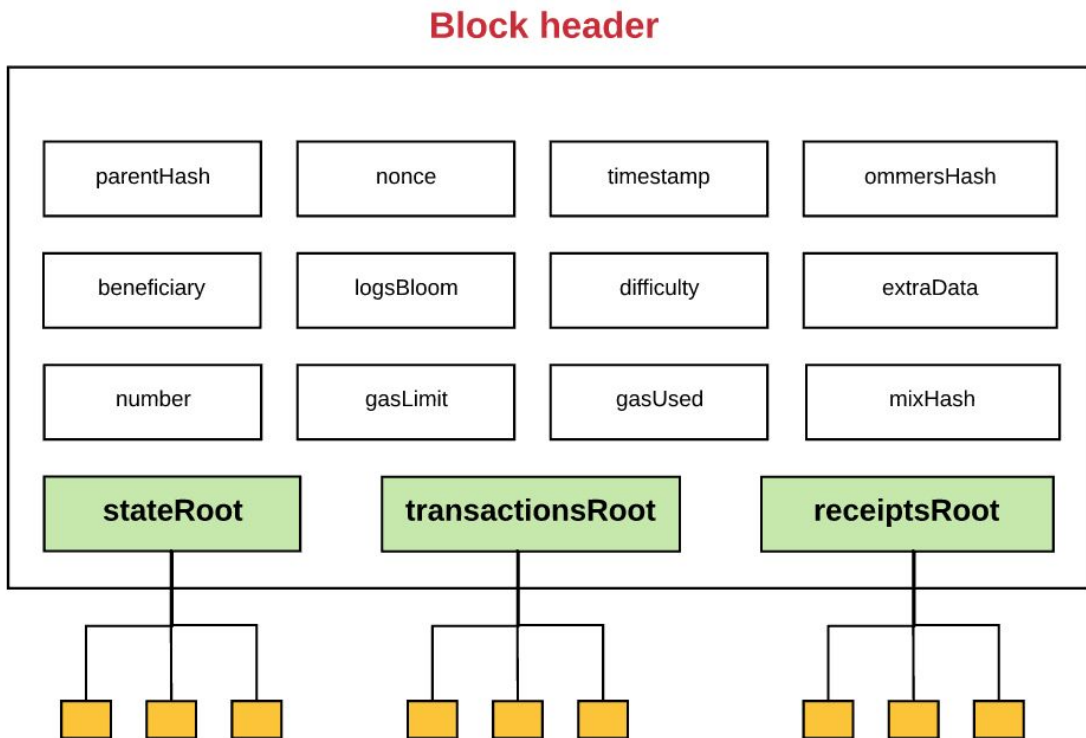 Block header
parentHash
nonce
timestamp
ommersHash
beneficiary
logsBloom
difficulty
extraData
number
gasLimit
gasUsed
mixHash
stateRoot
transactionsRoot
receiptsRoot